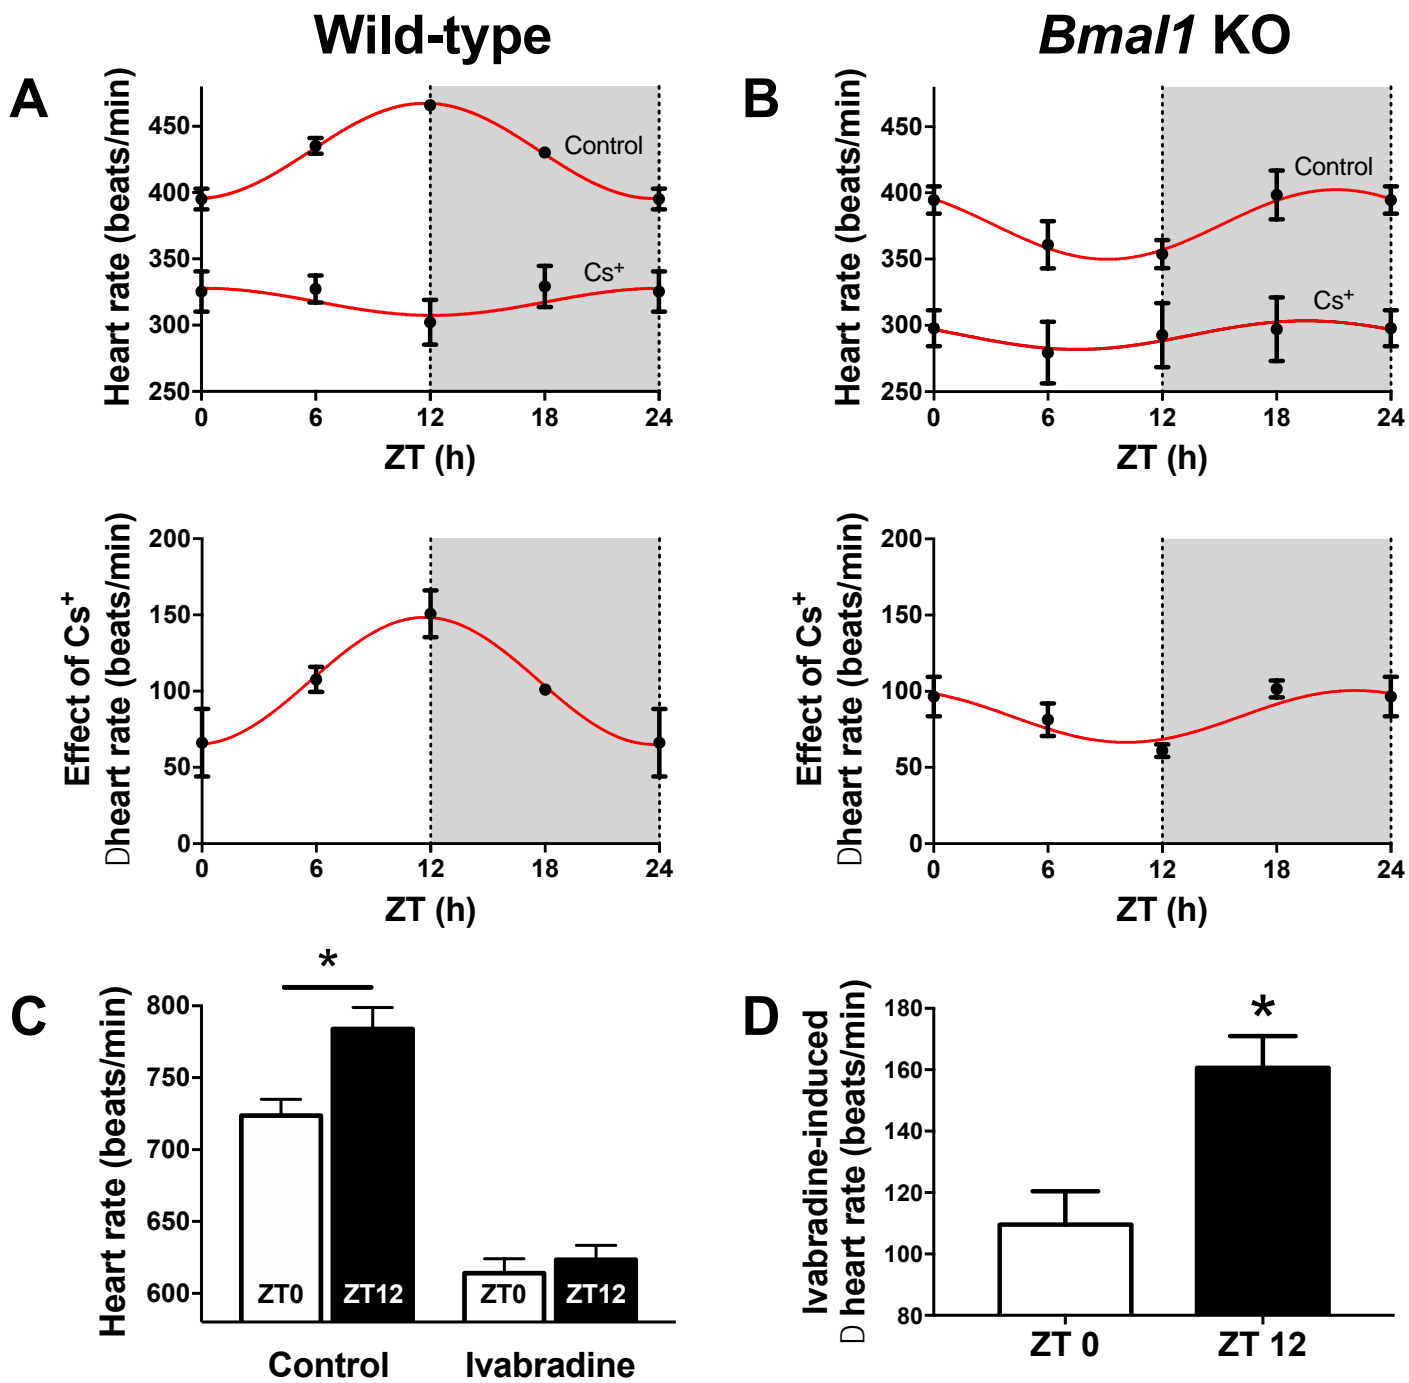 Wild-type
Bmal1 KO
A
Heart rate (beats/min)
450
400
350
300
250
Control
Cs⁺
0 6 12 18 24
ZT (h)
B
Heart rate (beats/min)
450
400
350
300
250
Control
Cs⁺
0 6 12 18 24
ZT (h)
Effect of Cs⁺
Dheart rate (beats/min)
200
150
100
50
0
0 6 12 18 24
ZT (h)
Effect of Cs⁺
Dheart rate (beats/min)
200
150
100
50
0
0 6 12 18 24
ZT (h)
C
Heart rate (beats/min)
800
750
700
650
600
*
ZT0 ZT12 ZT0 ZT12
Control Ivabradine
D
Ivabradine-induced
D heart rate (beats/min)
180
160
140
120
100
80
*
ZT 0 ZT 12